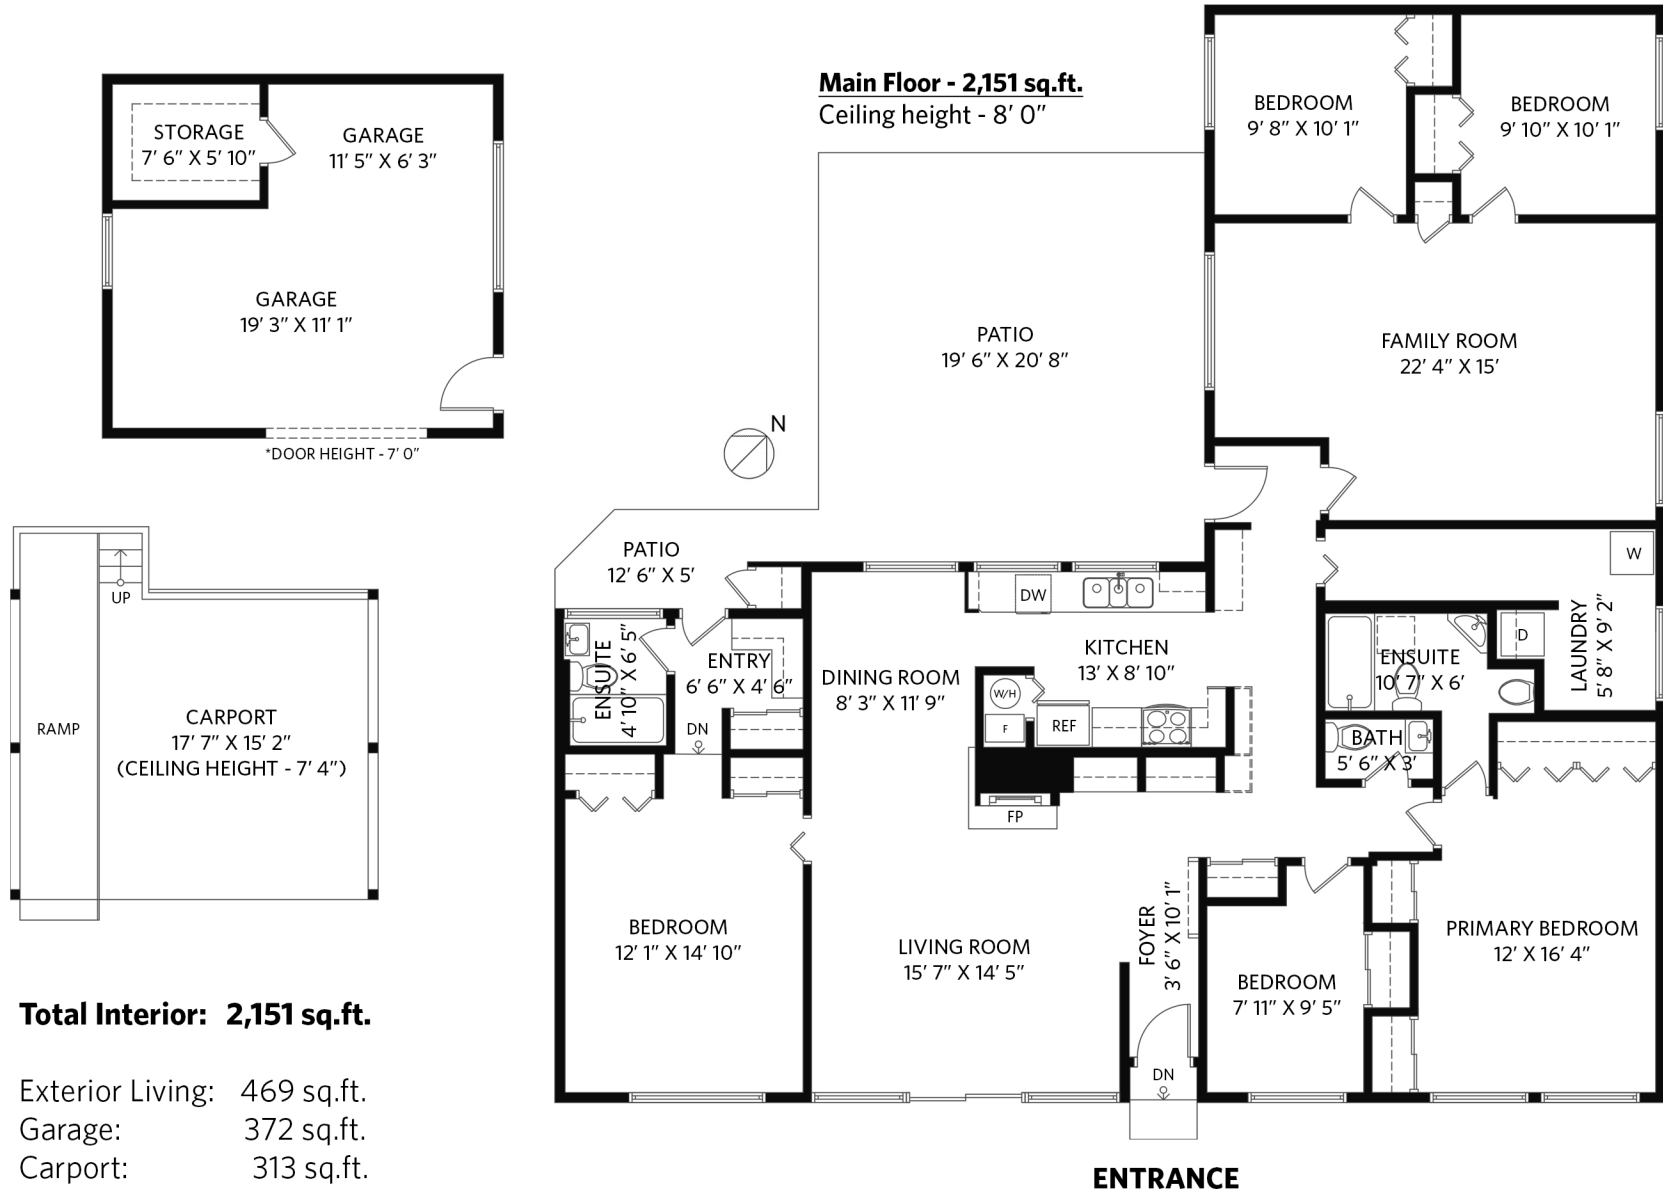 Main Floor - 2,151 sq.ft.
Ceiling height - 8' 0"
STORAGE
7' 6" X 5' 10"
GARAGE
11' 5" X 6' 3"
GARAGE
19' 3" X 11' 1"
*DOOR HEIGHT - 7' 0"
BEDROOM
9' 8" X 10' 1"
BEDROOM
9' 10" X 10' 1"
PATIO
19' 6" X 20' 8"
FAMILY ROOM
22' 4" X 15'
N
PATIO
12' 6" X 5'
UP
RAMP
CARPORT
17' 7" X 15' 2"
(CEILING HEIGHT - 7' 4")
ENSUITE
4' 10" X 6' 5"
ENTRY
6' 6" X 4' 6"
DN
DINING ROOM
8' 3" X 11' 9"
DW
KITCHEN
13' X 8' 10"
W/H
F
REF
FP
W
D
LAUNDRY
5' 8" X 9' 2"
ENSUITE
10' 7" X 6'
BATH
5' 6" X 3'
BEDROOM
12' 1" X 14' 10"
LIVING ROOM
15' 7" X 14' 5"
FOYER
3' 6" X 10' 1"
DN
BEDROOM
7' 11" X 9' 5"
PRIMARY BEDROOM
12' X 16' 4"
ENTRANCE
Total Interior: 2,151 sq.ft.
Exterior Living: 469 sq.ft.
Garage: 372 sq.ft.
Carport: 313 sq.ft.